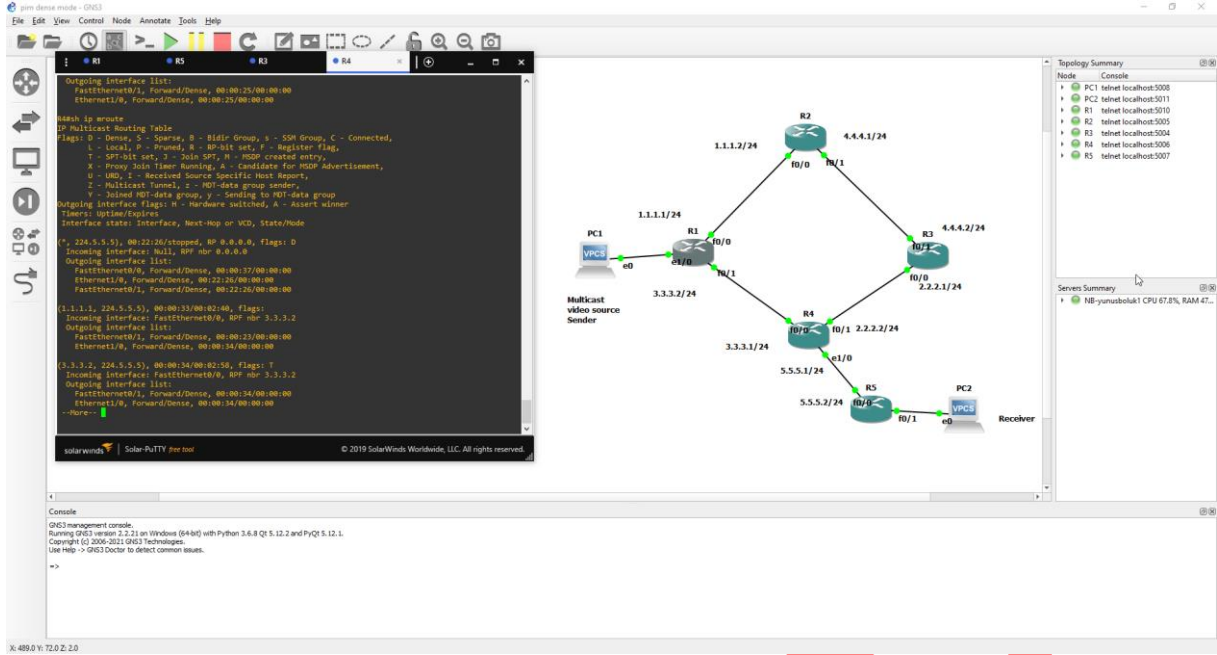 pim dense mode - GNS3
File Edit View Control Node Annotate Tools Help
R1 R5 R3 R4
Outgoing interface list:
FastEthernet0/1, Forward/Dense, 00:00:25/00:00:00
Ethernet1/0, Forward/Dense, 00:00:25/00:00:00
R4#sh ip mroute
IP Multicast Routing Table
Flags: D - Dense, S - Sparse, B - Bidir Group, s - SSM Group, C - Connected,
L - Local, P - Pruned, R - RP-bit set, F - Register flag,
T - SPT-bit set, J - Join SPT, M - MSDP created entry,
X - Proxy Join Timer Running, A - Candidate for MSDP Advertisement,
U - URD, I - Received Source Specific Host Report,
Z - Multicast Tunnel, z - MDT-data group sender,
Y - Joined MDT-data group, y - Sending to MDT-data group
Outgoing interface flags: H - Hardware switched, A - Assert winner
Timers: Uptime/Expires
Interface state: Interface, Next-Hop or VCD, State/Mode
(*, 224.5.5.5), 00:22:26/stopped, RP 0.0.0.0, flags: D
Incoming interface: Null, RPF nbr 0.0.0.0
Outgoing interface list:
FastEthernet0/0, Forward/Dense, 00:00:37/00:00:00
Ethernet1/0, Forward/Dense, 00:22:26/00:00:00
FastEthernet0/1, Forward/Dense, 00:22:26/00:00:00
(1.1.1.1, 224.5.5.5), 00:00:33/00:02:40, flags:
Incoming interface: FastEthernet0/0, RPF nbr 3.3.3.2
Outgoing interface list:
FastEthernet0/1, Forward/Dense, 00:00:23/00:00:00
Ethernet1/0, Forward/Dense, 00:00:34/00:00:00
(3.3.3.2, 224.5.5.5), 00:00:34/00:02:58, flags: T
Incoming interface: FastEthernet0/0, RPF nbr 3.3.3.2
Outgoing interface list:
FastEthernet0/1, Forward/Dense, 00:00:34/00:00:00
Ethernet1/0, Forward/Dense, 00:00:34/00:00:00
--More--
solarwinds Solar-PuTTY free tool © 2019 SolarWinds Worldwide, LLC. All rights reserved.
R2
1.1.1.2/24 4.4.4.1/24
f0/0 f0/1
1.1.1.1/24
PC1 R1 f0/0 R3 4.4.4.2/24
VPCS e0 e1/0 f0/1 f0/1
f0/0
2.2.2.1/24
Multicast
video source
Sender
3.3.3.2/24
R4
f0/0 f0/1 2.2.2.2/24
3.3.3.1/24
e1/0
5.5.5.1/24
R5 PC2
5.5.5.2/24 f0/0 VPCS
f0/1 e0 Receiver
Topology Summary
Node Console
PC1 telnet localhost:5008
PC2 telnet localhost:5011
R1 telnet localhost:5010
R2 telnet localhost:5005
R3 telnet localhost:5004
R4 telnet localhost:5006
R5 telnet localhost:5007
Servers Summary
NB-yunusboluk1 CPU 67.8%, RAM 47...
Console
GNS3 management console.
Running GNS3 version 2.2.21 on Windows (64-bit) with Python 3.6.8 Qt 5.12.2 and PyQt 5.12.1.
Copyright (c) 2006-2021 GNS3 Technologies.
Use Help -> GNS3 Doctor to detect common issues.
=>
X: 489.0 Y: 72.0 Z: 2.0